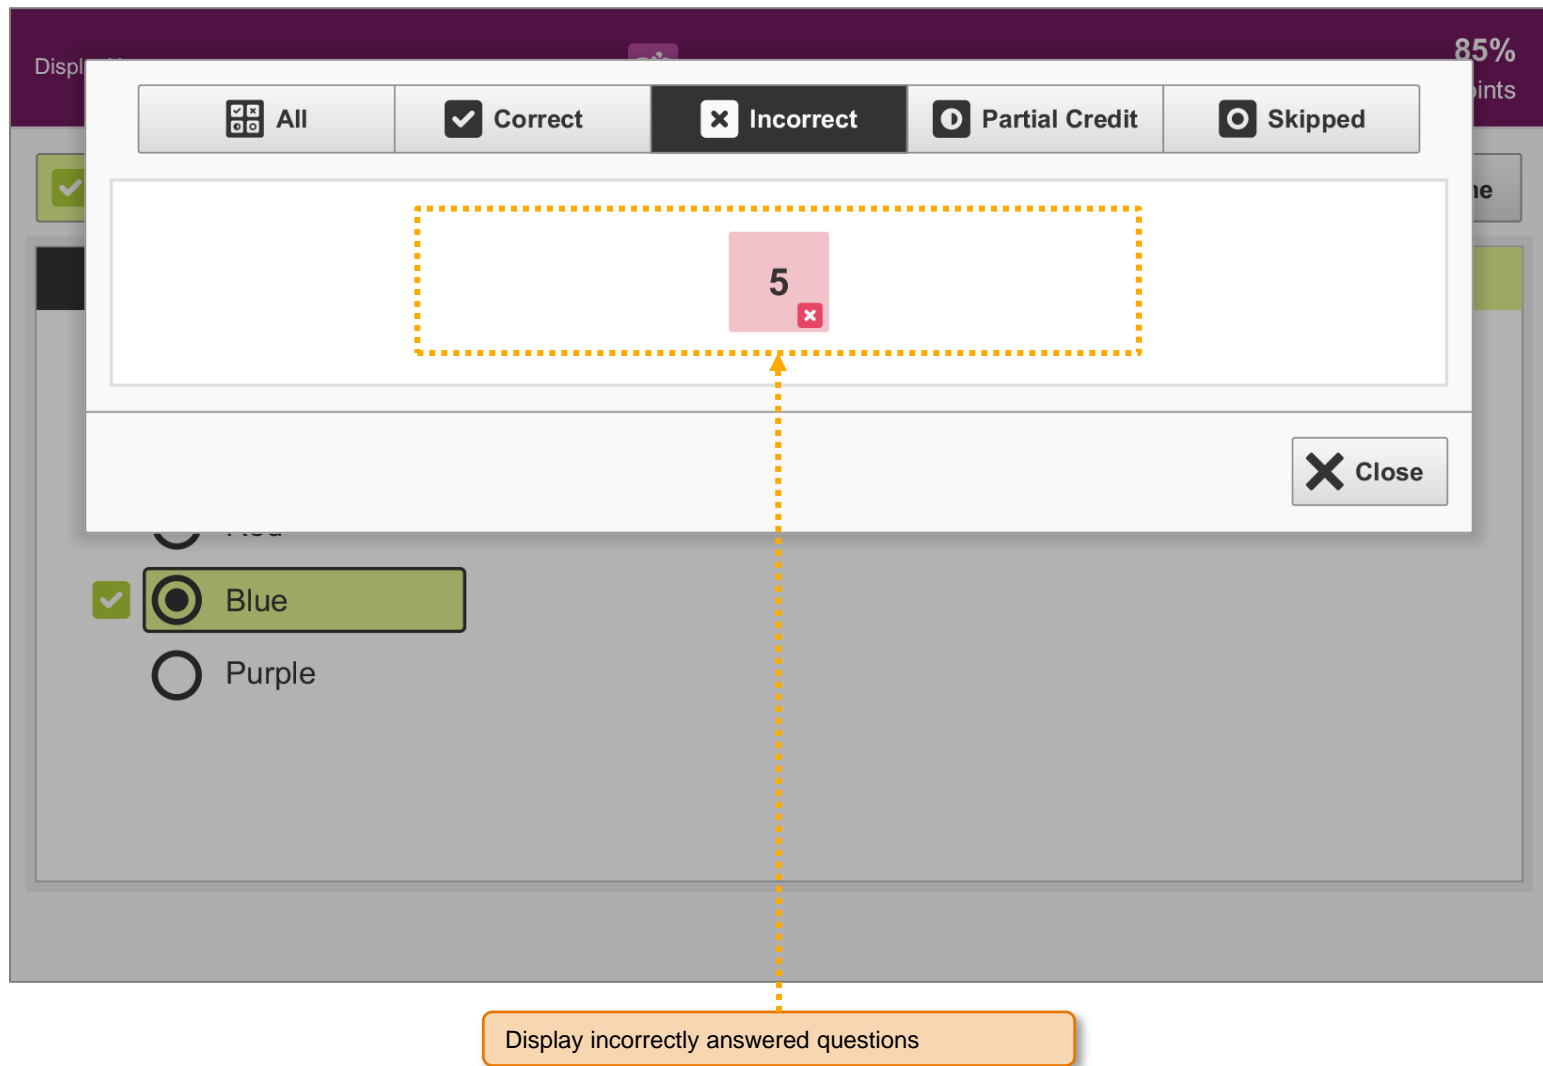 85%
All Correct Incorrect Partial Credit Skipped
5
Close
Blue
Purple
Display incorrectly answered questions